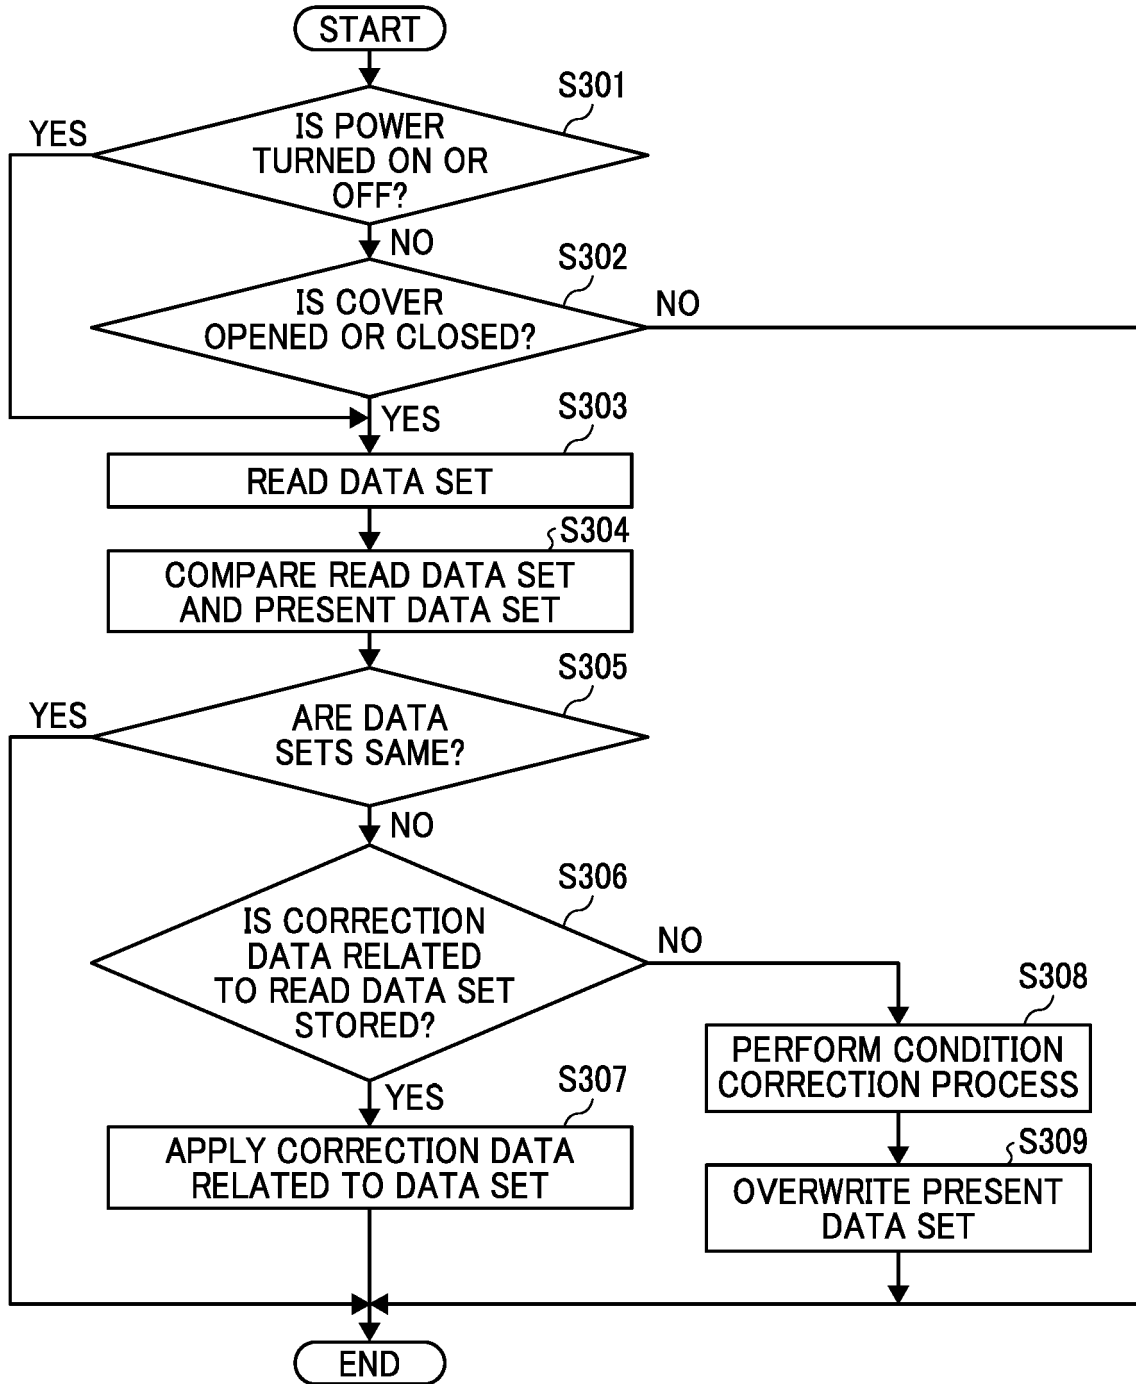 START
S301
YES
IS POWER
TURNED ON OR
OFF?
NO
S302
IS COVER
OPENED OR CLOSED?
NO
YES
S303
READ DATA SET
S304
COMPARE READ DATA SET
AND PRESENT DATA SET
S305
YES
ARE DATA
SETS SAME?
NO
S306
IS CORRECTION
DATA RELATED
TO READ DATA SET
STORED?
NO
S308
PERFORM CONDITION
CORRECTION PROCESS
YES
S307
APPLY CORRECTION DATA
RELATED TO DATA SET
S309
OVERWRITE PRESENT
DATA SET
END